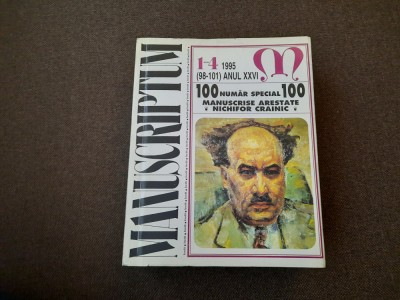 MANUSCRIPTUM
1-4 1995
(98-101) ANUL XXVI
M
100 NUMĂR SPECIAL 100
MANUSCRISE ARESTATE
NICHIFOR CRAINIC